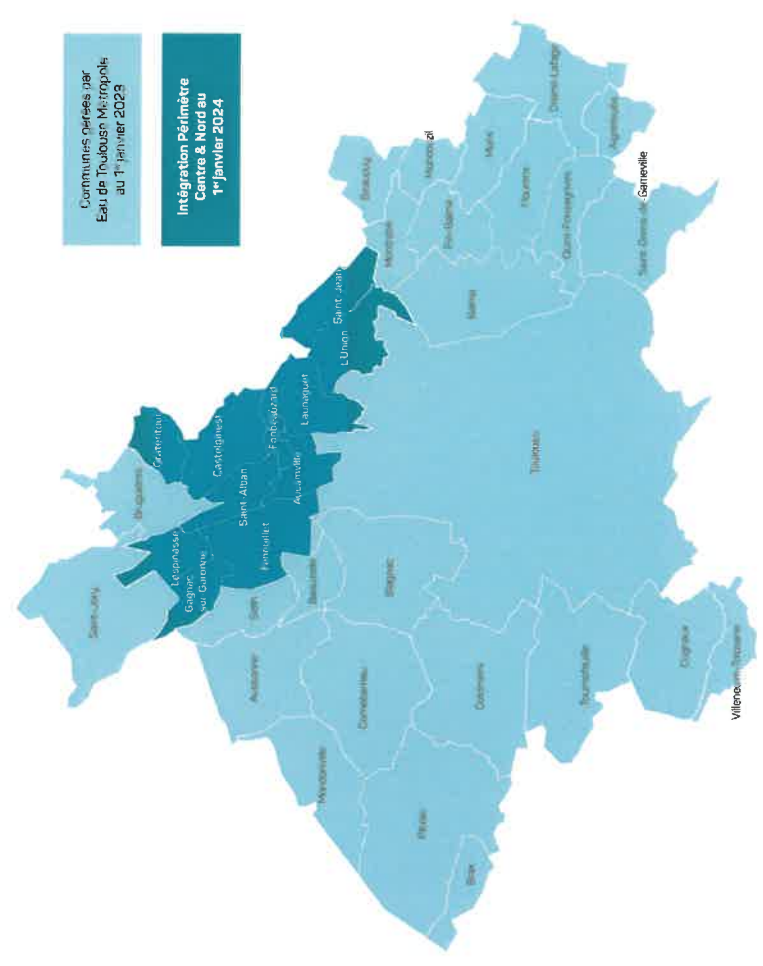 Communes gérées par
Eau de Toulouse Métropole
au 1er janvier 2023
Intégration Périmètre
Centre & Nord au
1er janvier 2024
Saint-Jory
Bruguières
Gratentour
Lespinasse
Gagnac
sur-Garonne
Castelginest
Saint-Alban
Fenouillet
Fonbeauzard
Aucamville
Launaguet
L'Union
Saint-Jean
Seilh
Beauzelle
Aussonne
Mondonville
Cornebarrieu
Blagnac
Pibrac
Brax
Colomiers
Tournefeuille
Cugnaux
Villeneuve-Tolosane
Toulouse
Balma
Montrabé
Beaupuy
Mondouzil
Pin-Balma
Mons
Flourens
Drémil-Lafage
Aigrefeuille
Quint-Fonsegrives
Saint-Orens-de-Gameville